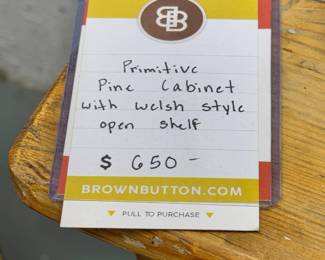 BB
Primitive
Pine Cabinet
with welsh style
open shelf
$ 650 -
BROWNBUTTON.COM
▼ PULL TO PURCHASE ▼